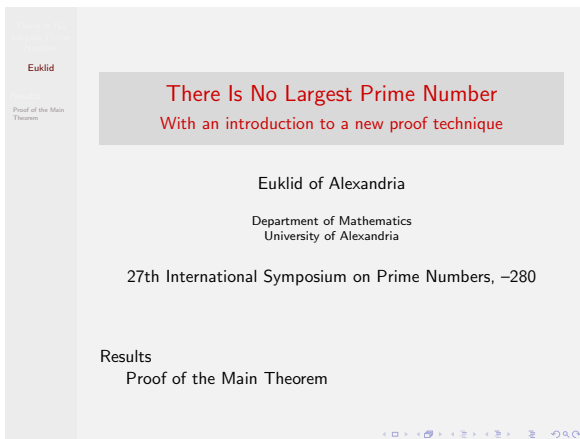 Euklid
Proof of the Main
Theorem
There Is No Largest Prime Number
With an introduction to a new proof technique
Euklid of Alexandria
Department of Mathematics
University of Alexandria
27th International Symposium on Prime Numbers, –280
Results
Proof of the Main Theorem